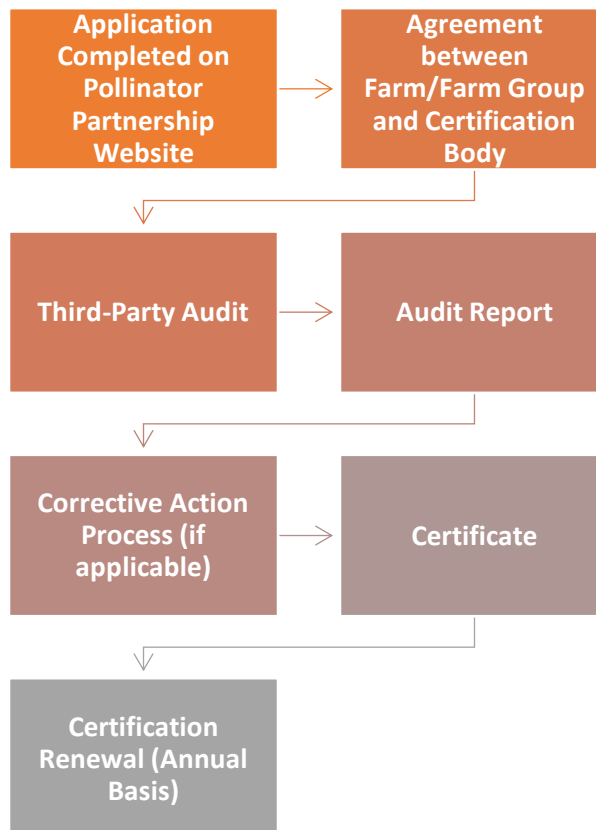 Application
Completed on
Pollinator
Partnership
Website
Agreement
between
Farm/Farm Group
and Certification
Body
Third-Party Audit
Audit Report
Corrective Action
Process (if
applicable)
Certificate
Certification
Renewal (Annual
Basis)